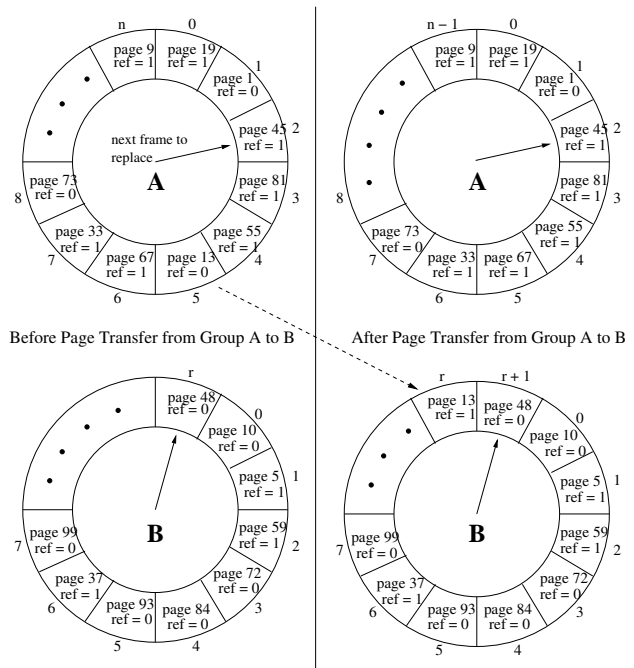 n
0
page 9
ref = 1
page 19
ref = 1
1
page 1
ref = 0
page 45
ref = 1
2
next frame to
replace
A
page 81
ref = 1
3
page 55
ref = 1
4
page 13
ref = 0
5
page 67
ref = 1
6
page 33
ref = 1
7
page 73
ref = 0
8
n − 1
0
page 9
ref = 1
page 19
ref = 1
1
page 1
ref = 0
page 45
ref = 1
2
A
page 81
ref = 1
3
page 55
ref = 1
4
page 67
ref = 1
5
page 33
ref = 1
6
page 73
ref = 0
7
8
Before Page Transfer from Group A to B
After Page Transfer from Group A to B
r
page 48
ref = 0
0
page 10
ref = 0
page 5
ref = 1
1
B
page 59
ref = 1
2
page 72
ref = 0
3
page 84
ref = 0
4
page 93
ref = 0
5
page 37
ref = 1
6
page 99
ref = 0
7
r
r + 1
page 13
ref = 1
page 48
ref = 0
0
page 10
ref = 0
page 5
ref = 1
1
B
page 59
ref = 1
2
page 72
ref = 0
3
page 84
ref = 0
4
page 93
ref = 0
5
page 37
ref = 1
6
page 99
ref = 0
7